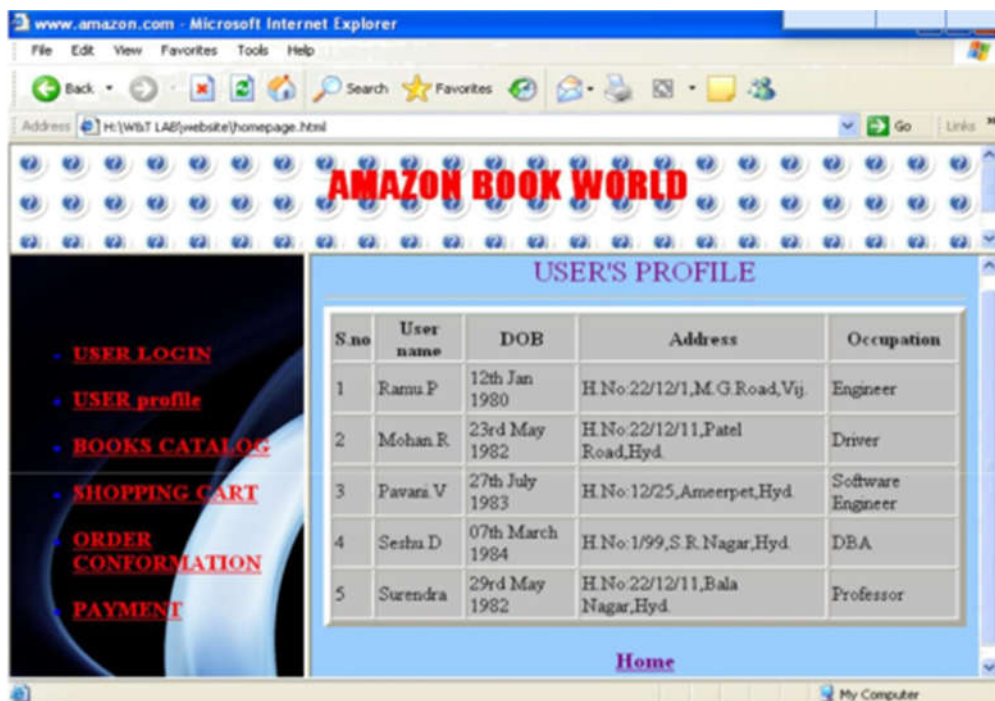 www.amazon.com - Microsoft Internet Explorer
File Edit View Favorites Tools Help
Back Search Favorites
Address H:\W&T LAB\website\homepage.html Go Links »
AMAZON BOOK WORLD
USER LOGIN
USER profile
BOOKS CATALOG
SHOPPING CART
ORDER
CONFORMATION
PAYMENT
USER'S PROFILE
S.no User name DOB Address Occupation
1 Ramu.P 12th Jan 1980 H.No:22/12/1,M.G.Road,Vij. Engineer
2 Mohan.R 23rd May 1982 H.No:22/12/11,Patel Road,Hyd. Driver
3 Pavani.V 27th July 1983 H.No:12/25,Ameerpet,Hyd. Software Engineer
4 Seshu.D 07th March 1984 H.No:1/99,S.R.Nagar,Hyd. DBA
5 Surendra 29rd May 1982 H.No:22/12/11,Bala Nagar,Hyd. Professor
Home
My Computer